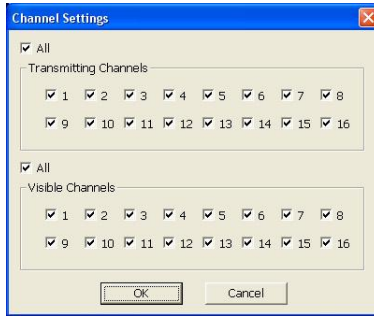 Channel Settings
All
Transmitting Channels
1 2 3 4 5 6 7 8
9 10 11 12 13 14 15 16
All
Visible Channels
1 2 3 4 5 6 7 8
9 10 11 12 13 14 15 16
OK Cancel